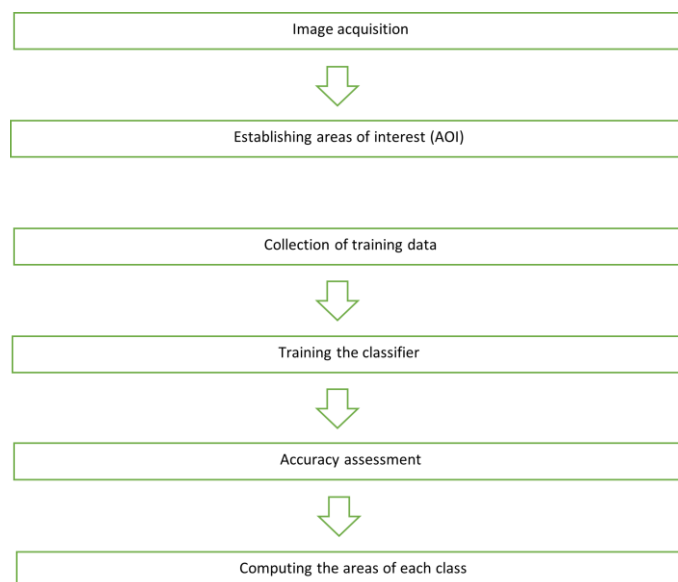 Image acquisition
Establishing areas of interest (AOI)
Collection of training data
Training the classifier
Accuracy assessment
Computing the areas of each class